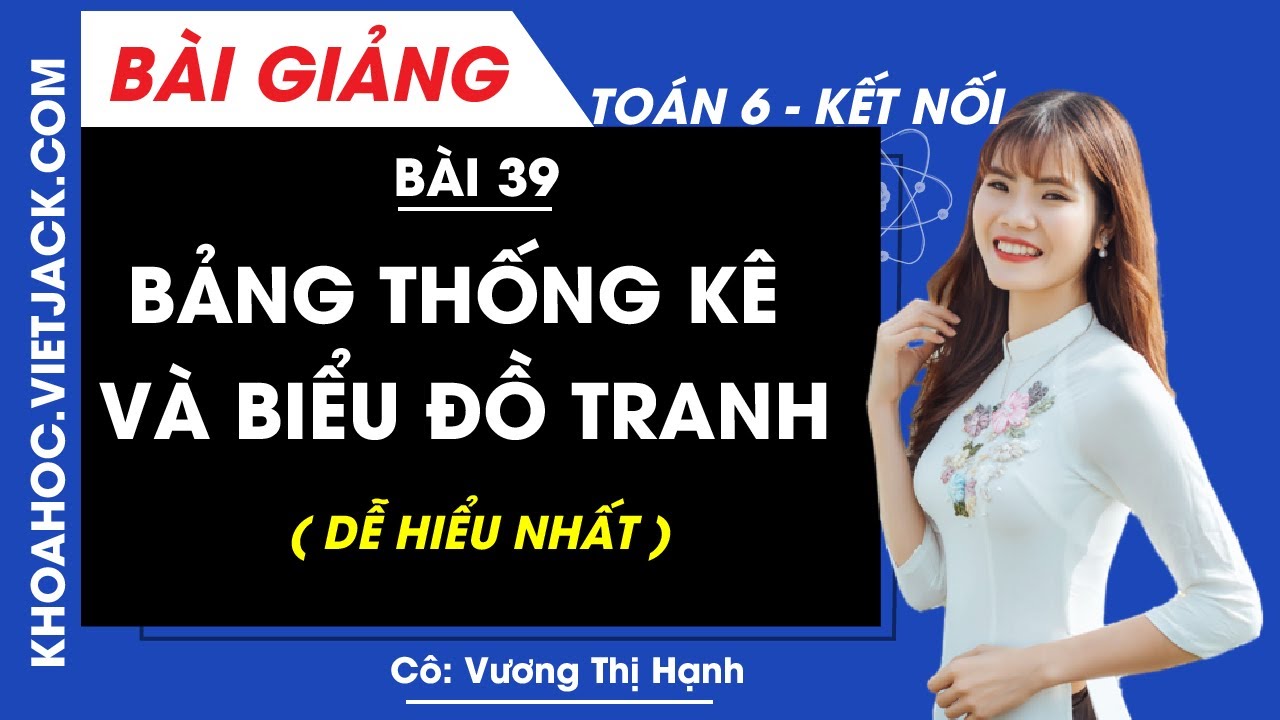 BÀI GIẢNG
TOÁN 6 - KẾT NỐI
BÀI 39
BẢNG THỐNG KÊ
VÀ BIỂU ĐỒ TRANH
( DỄ HIỂU NHẤT )
Cô: Vương Thị Hạnh
KHOAHOC.VIETJACK.COM